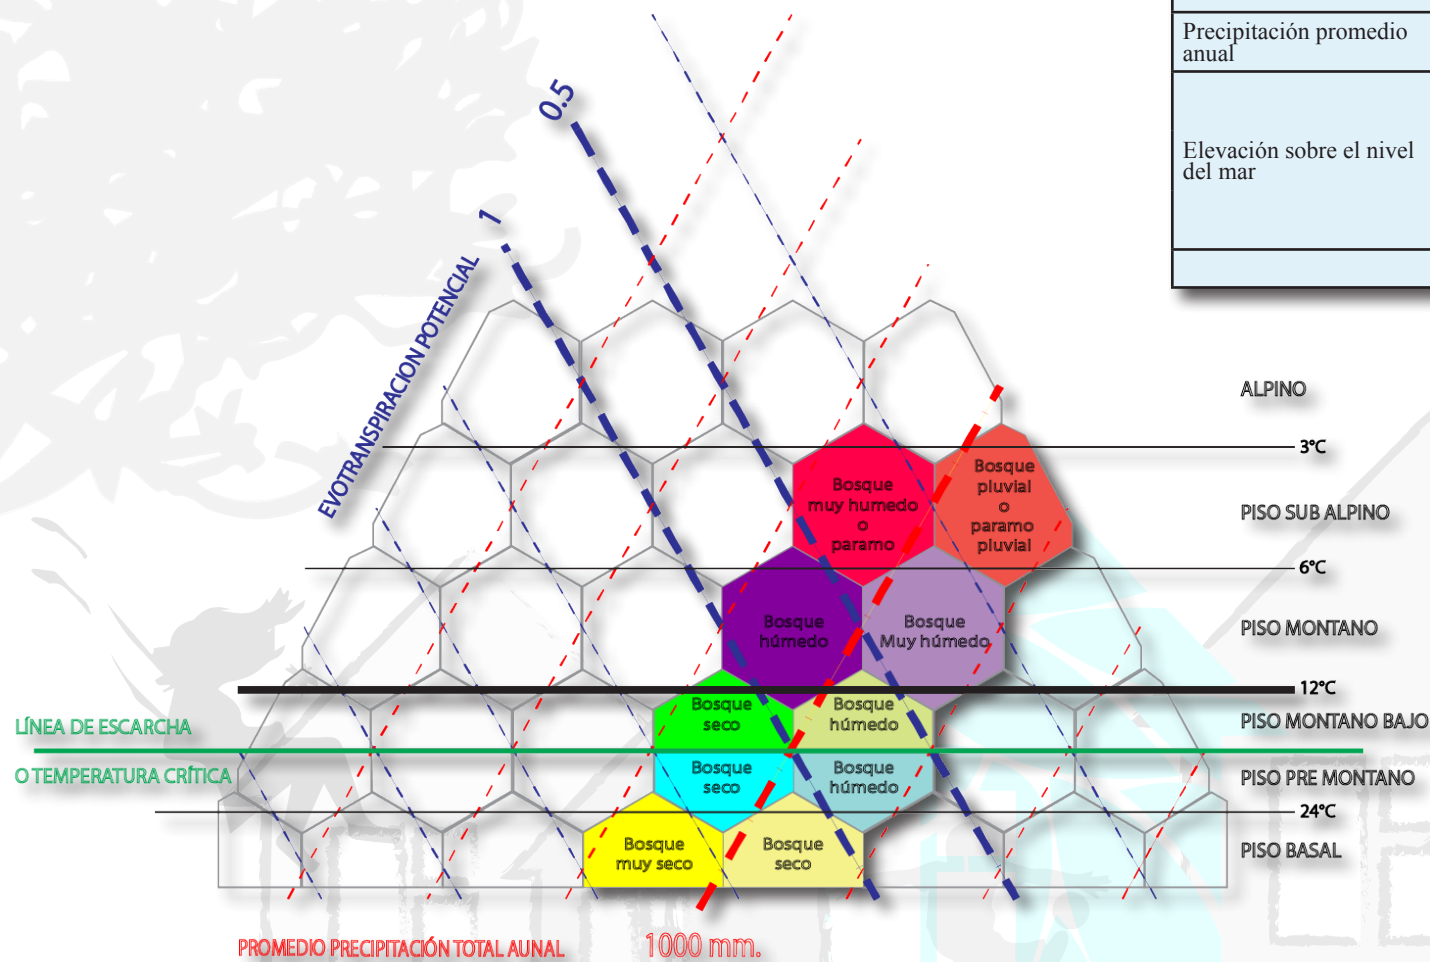 Precipitación promedio
anual
Elevación sobre el nivel
del mar
0.5
1
EVOTRANSPIRACION POTENCIAL
ALPINO
3°C
Bosque
muy humedo
o
paramo
Bosque
pluvial
o
paramo
pluvial
PISO SUB ALPINO
6°C
Bosque
húmedo
Bosque
Muy húmedo
PISO MONTANO
12°C
Bosque
seco
Bosque
húmedo
PISO MONTANO BAJO
LÍNEA DE ESCARCHA
O TEMPERATURA CRÍTICA
Bosque
seco
Bosque
húmedo
PISO PRE MONTANO
24°C
Bosque
muy seco
Bosque
seco
PISO BASAL
PROMEDIO PRECIPITACIÓN TOTAL AUNAL
1000 mm.